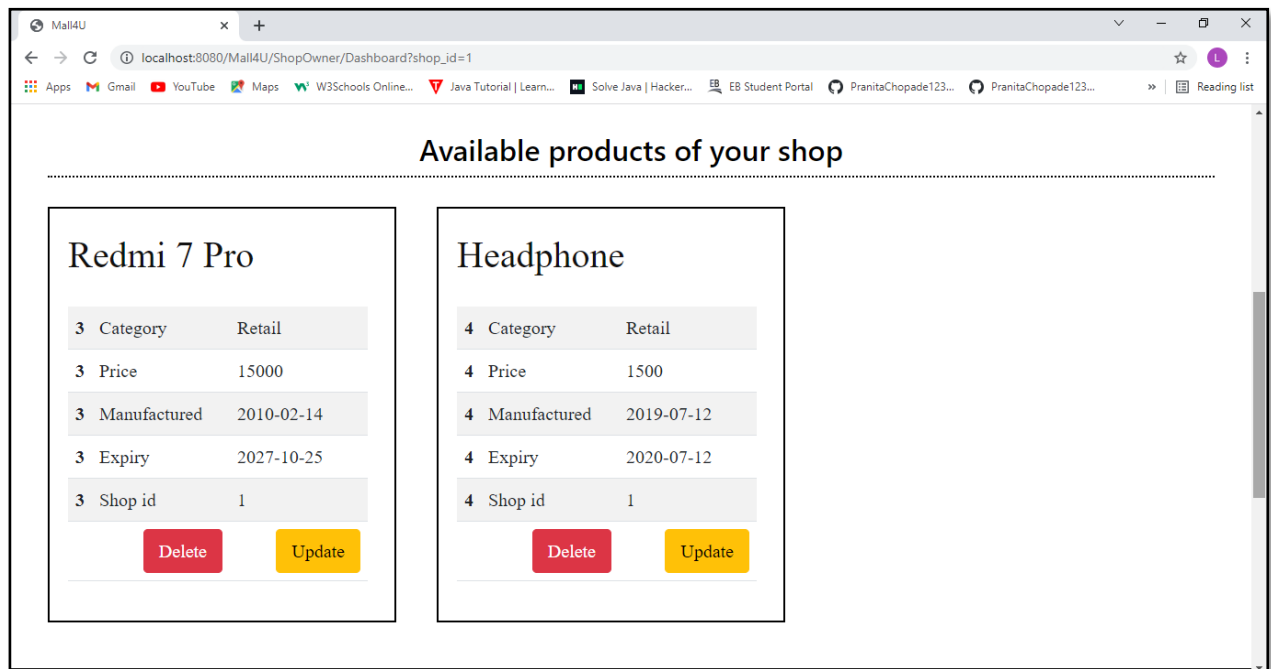 Mall4U
localhost:8080/Mall4U/ShopOwner/Dashboard?shop_id=1
L
Apps Gmail YouTube Maps W3Schools Online... Java Tutorial | Learn... Solve Java | Hacker... EB Student Portal PranitaChopade123... PranitaChopade123... » Reading list
Available products of your shop
Redmi 7 Pro
3 Category Retail
3 Price 15000
3 Manufactured 2010-02-14
3 Expiry 2027-10-25
3 Shop id 1
Delete Update
Headphone
4 Category Retail
4 Price 1500
4 Manufactured 2019-07-12
4 Expiry 2020-07-12
4 Shop id 1
Delete Update